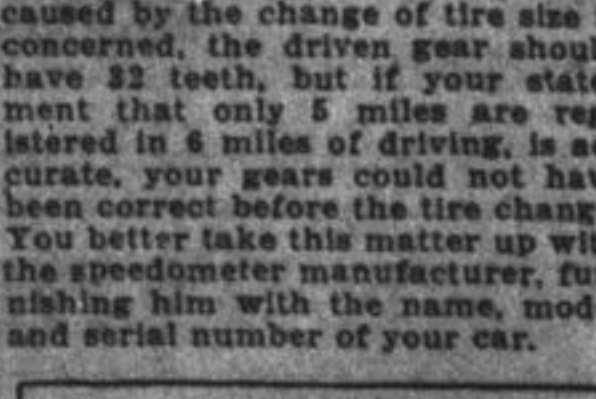 caused by the change of tire size
concerned, the driven gear shoul
have 32 teeth, but if your state
ment that only 5 miles are reg
istered in 6 miles of driving, is ac
curate, your gears could not hav
been correct before the tire chang
You better take this matter up wit
the speedometer manufacturer, fur
nishing him with the name, mod
and serial number of your car.